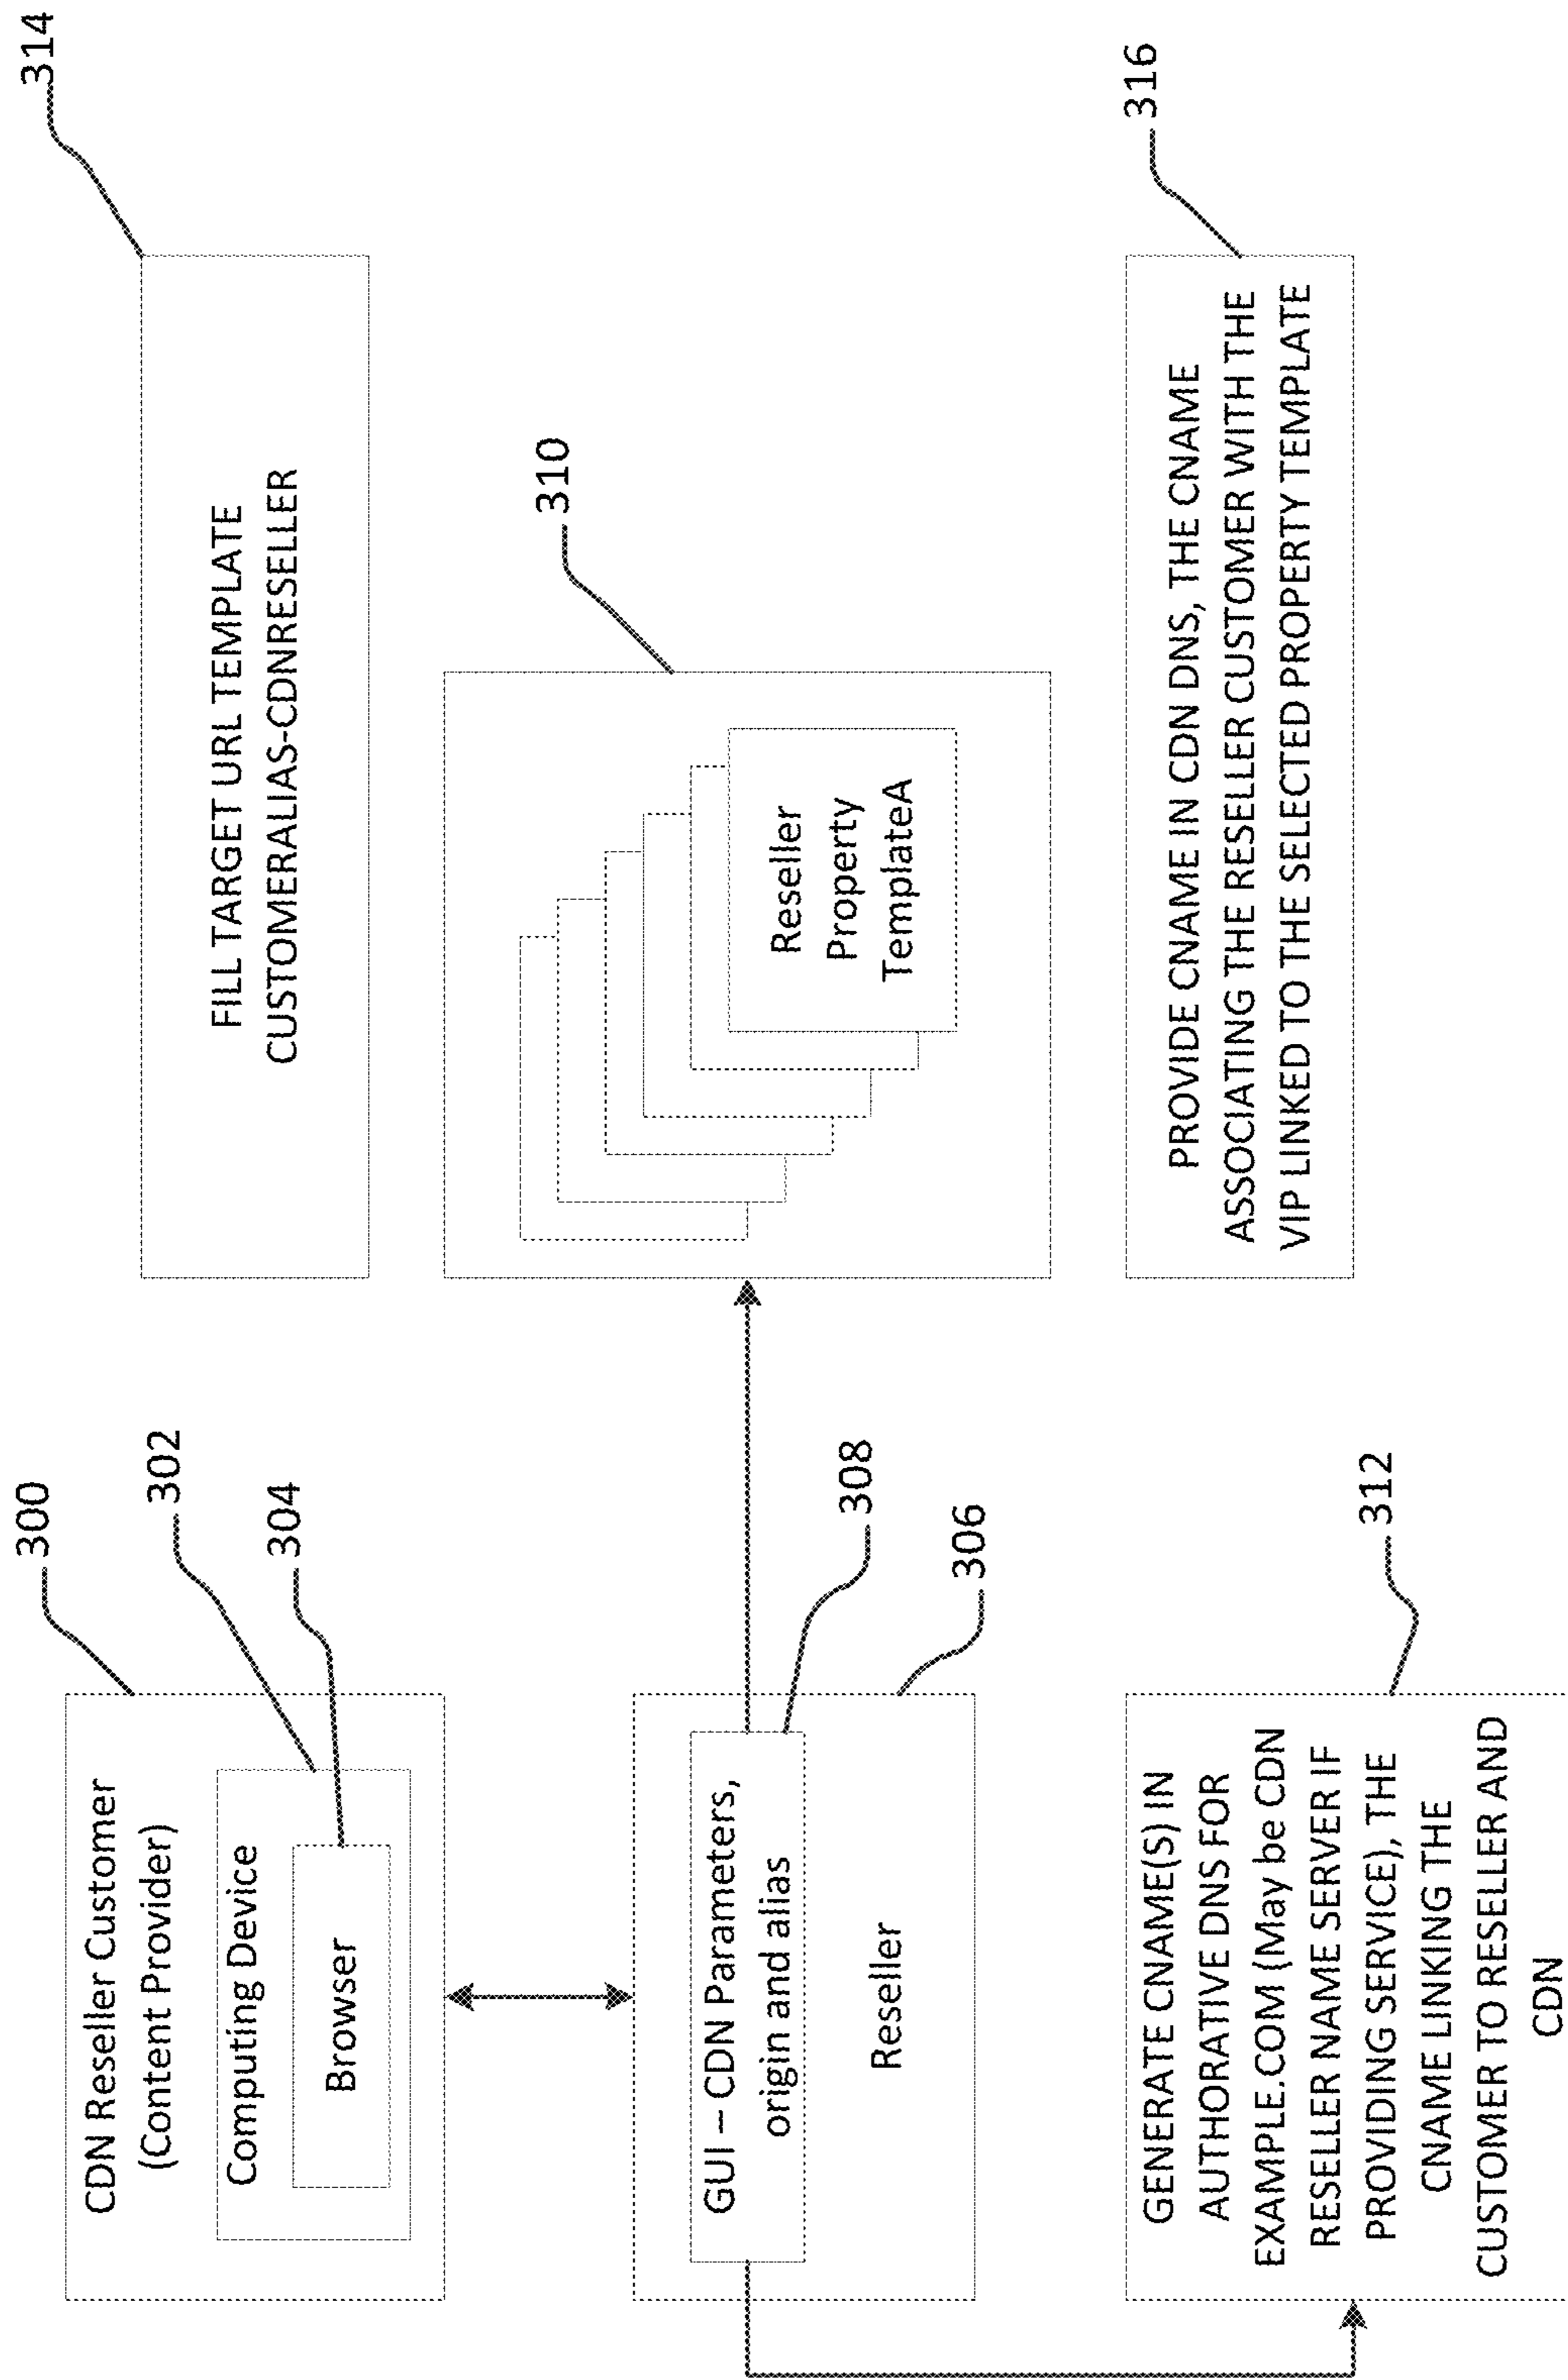 300
302
304
CDN Reseller Customer
(Content Provider)
Computing Device
Browser
GUI – CDN Parameters,
origin and alias
308
Reseller
306
GENERATE CNAME(S) IN
AUTHORATIVE DNS FOR
EXAMPLE.COM (May be CDN
RESELLER NAME SERVER IF
PROVIDING SERVICE), THE
CNAME LINKING THE
CUSTOMER TO RESELLER AND
CDN
312
314
FILL TARGET URL TEMPLATE
CUSTOMERALIAS-CDNRESELLER
310
Reseller
Property
TemplateA
316
PROVIDE CNAME IN CDN DNS, THE CNAME
ASSOCIATING THE RESELLER CUSTOMER WITH THE
VIP LINKED TO THE SELECTED PROPERTY TEMPLATE